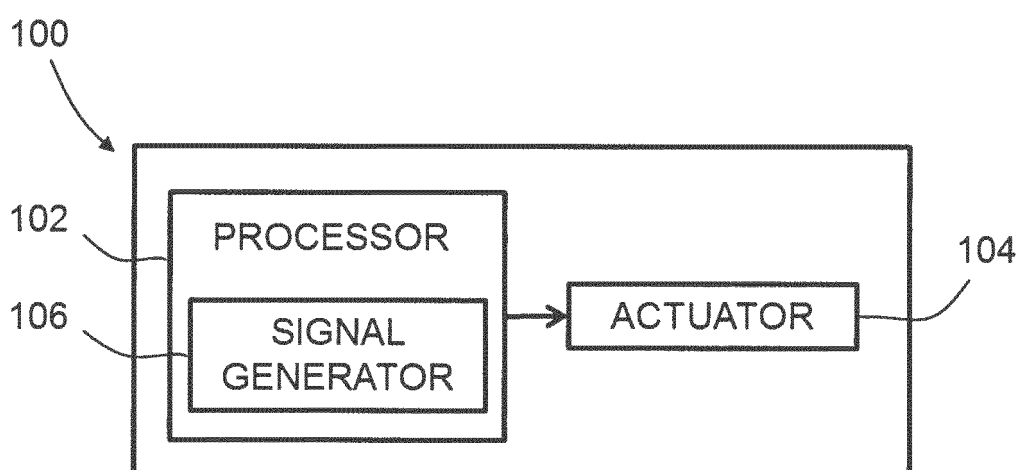 100
102
PROCESSOR
104
106
SIGNAL
GENERATOR
ACTUATOR